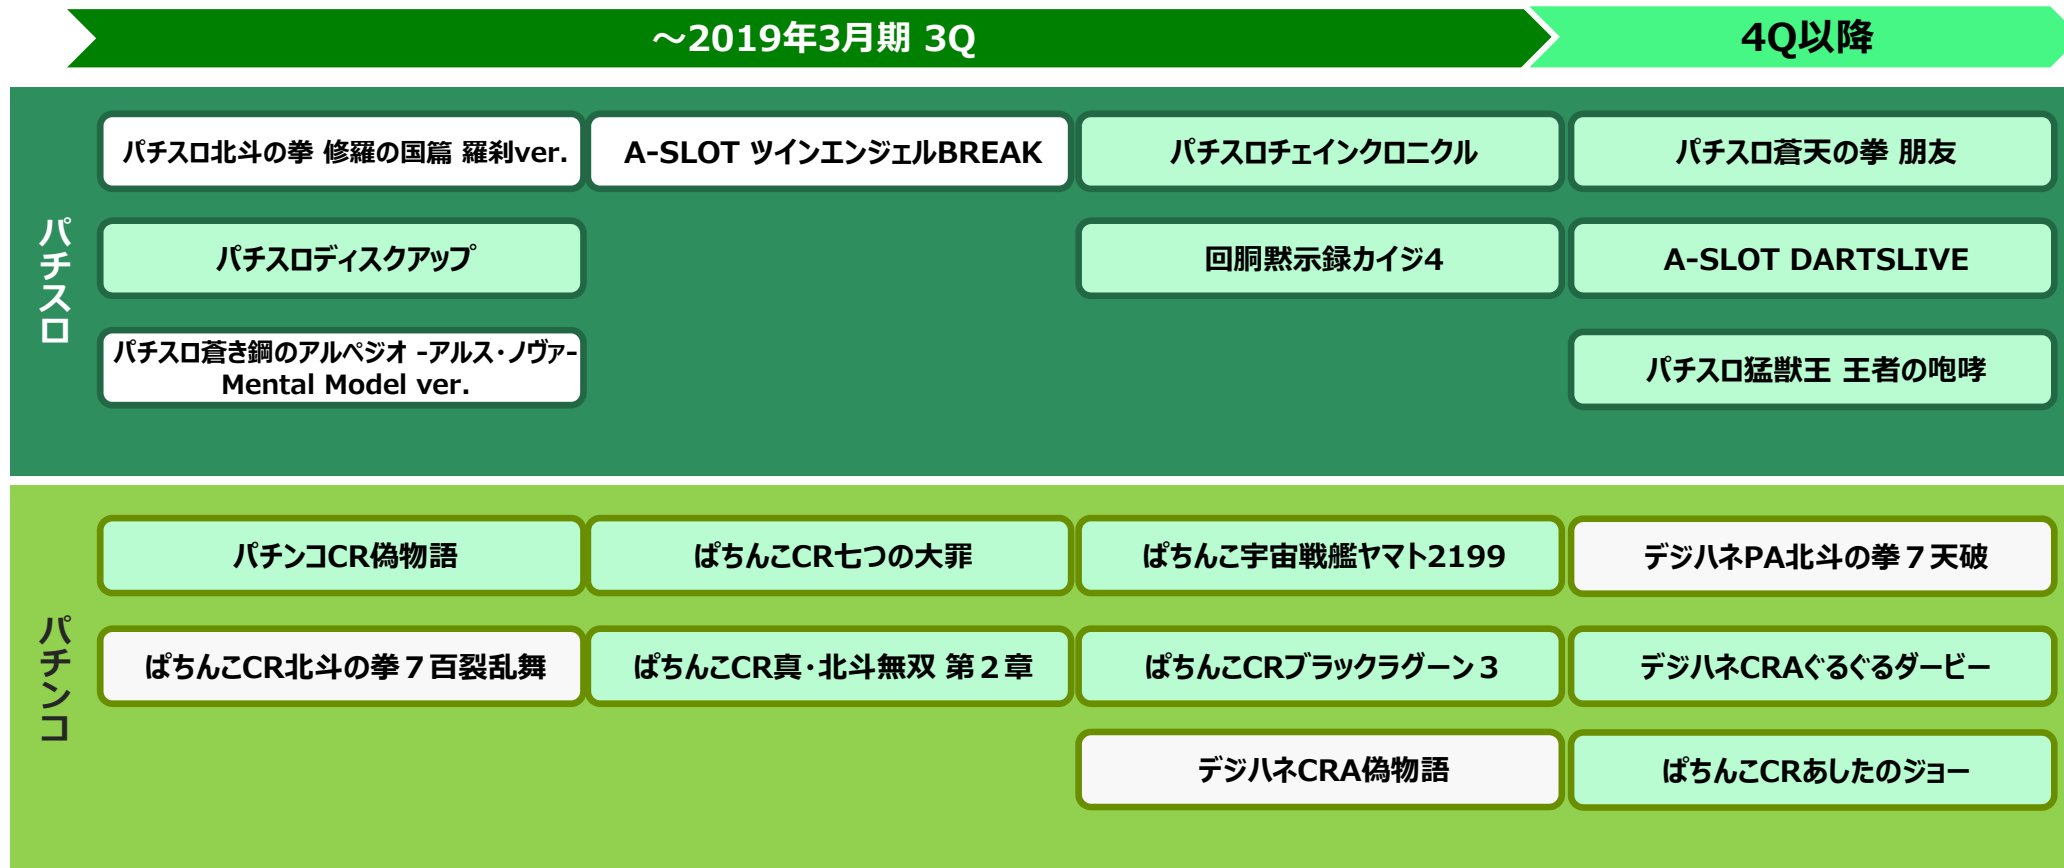 ～2019年3月期 3Q
4Q以降
パチスロ
パチスロ北斗の拳 修羅の国篇 羅刹ver.
A-SLOT ツインエンジェルBREAK
パチスロチェインクロニクル
パチスロ蒼天の拳 朋友
パチスロディスクアップ
回胴黙示録カイジ4
A-SLOT DARTSLIVE
パチスロ蒼き鋼のアルペジオ -アルス・ノヴァ-
Mental Model ver.
パチスロ猛獣王 王者の咆哮
パチンコ
パチンコCR偽物語
ぱちんこCR七つの大罪
ぱちんこ宇宙戦艦ヤマト2199
デジハネPA北斗の拳７天破
ぱちんこCR北斗の拳７百裂乱舞
ぱちんこCR真・北斗無双 第２章
ぱちんこCRブラックラグーン３
デジハネCRAぐるぐるダービー
デジハネCRA偽物語
ぱちんこCRあしたのジョー